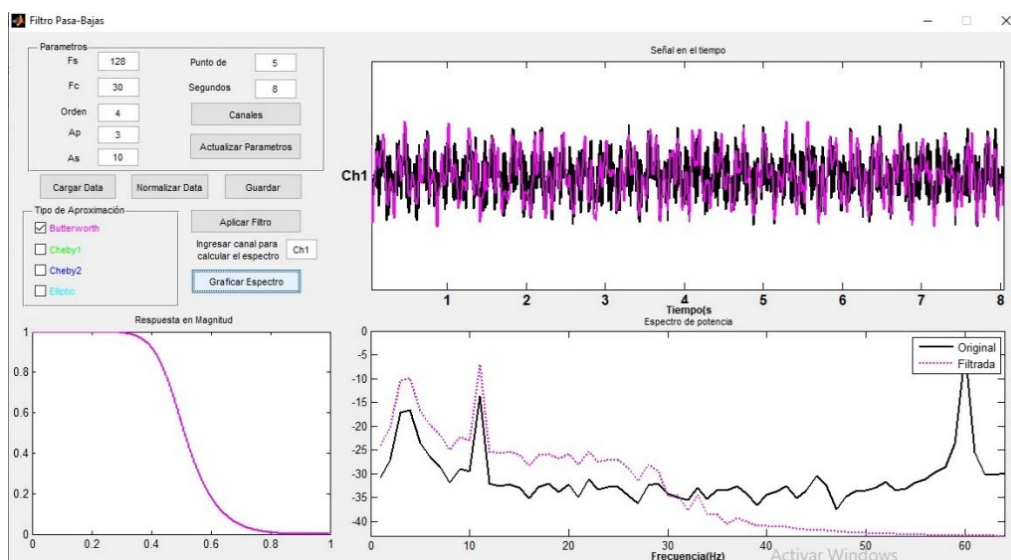 Filtro Pasa-Bajas
Parametros
Fs 128
Punto de 5
Fc 30
Segundos 8
Orden 4
Canales
Ap 3
Actualizar Parametros
As 10
Cargar Data
Normalizar Data
Guardar
Tipo de Aproximación
Butterworth
Cheby1
Cheby2
Elliptic
Aplicar Filtro
Ingresar canal para
calcular el espectro
Ch1
Graficar Espectro
Señal en el tiempo
Ch1
1 2 3 4 5 6 7 8
Tiempo(s
Respuesta en Magnitud
1
0.8
0.6
0.4
0.2
0
0 0.2 0.4 0.6 0.8 1
Espectro de potencia
0
-5
-10
-15
-20
-25
-30
-35
-40
Original
Filtrada
0 10 20 30 40 50 60
Frecuencia(Hz)
Activar Windows